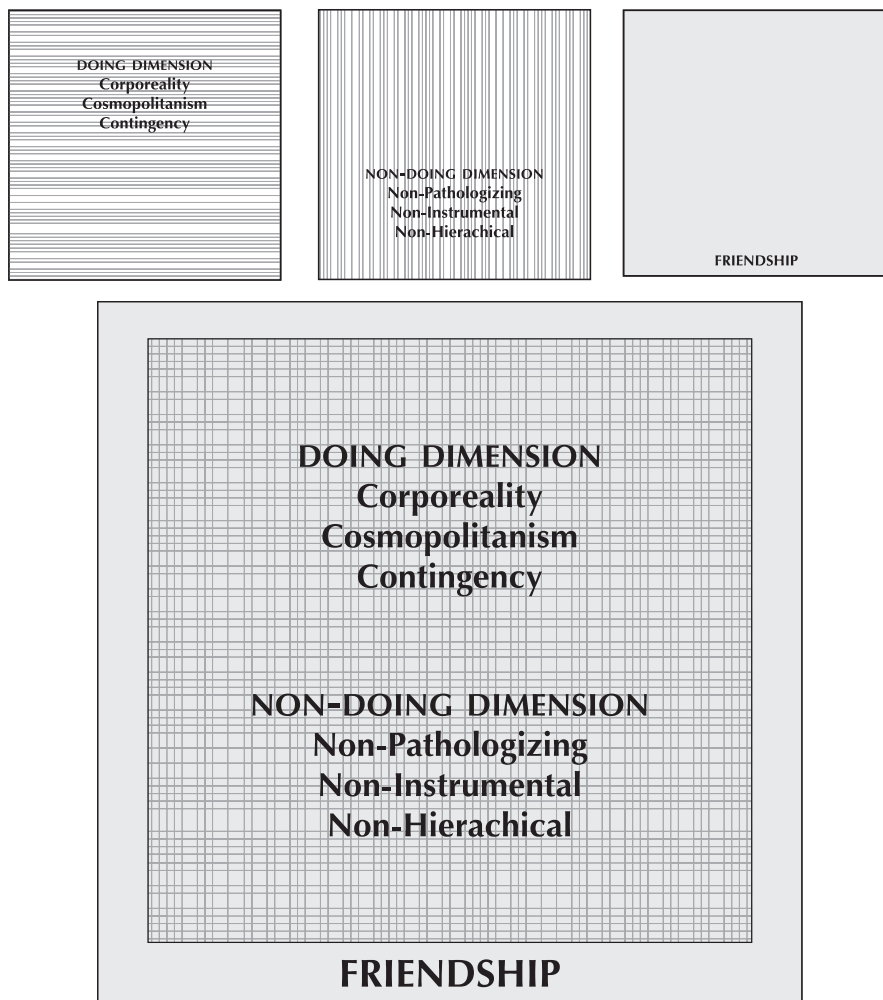 DOING DIMENSION
Corporeality
Cosmopolitanism
Contingency
NON-DOING DIMENSION
Non-Pathologizing
Non-Instrumental
Non-Hierachical
FRIENDSHIP
DOING DIMENSION
Corporeality
Cosmopolitanism
Contingency
NON-DOING DIMENSION
Non-Pathologizing
Non-Instrumental
Non-Hierachical
FRIENDSHIP